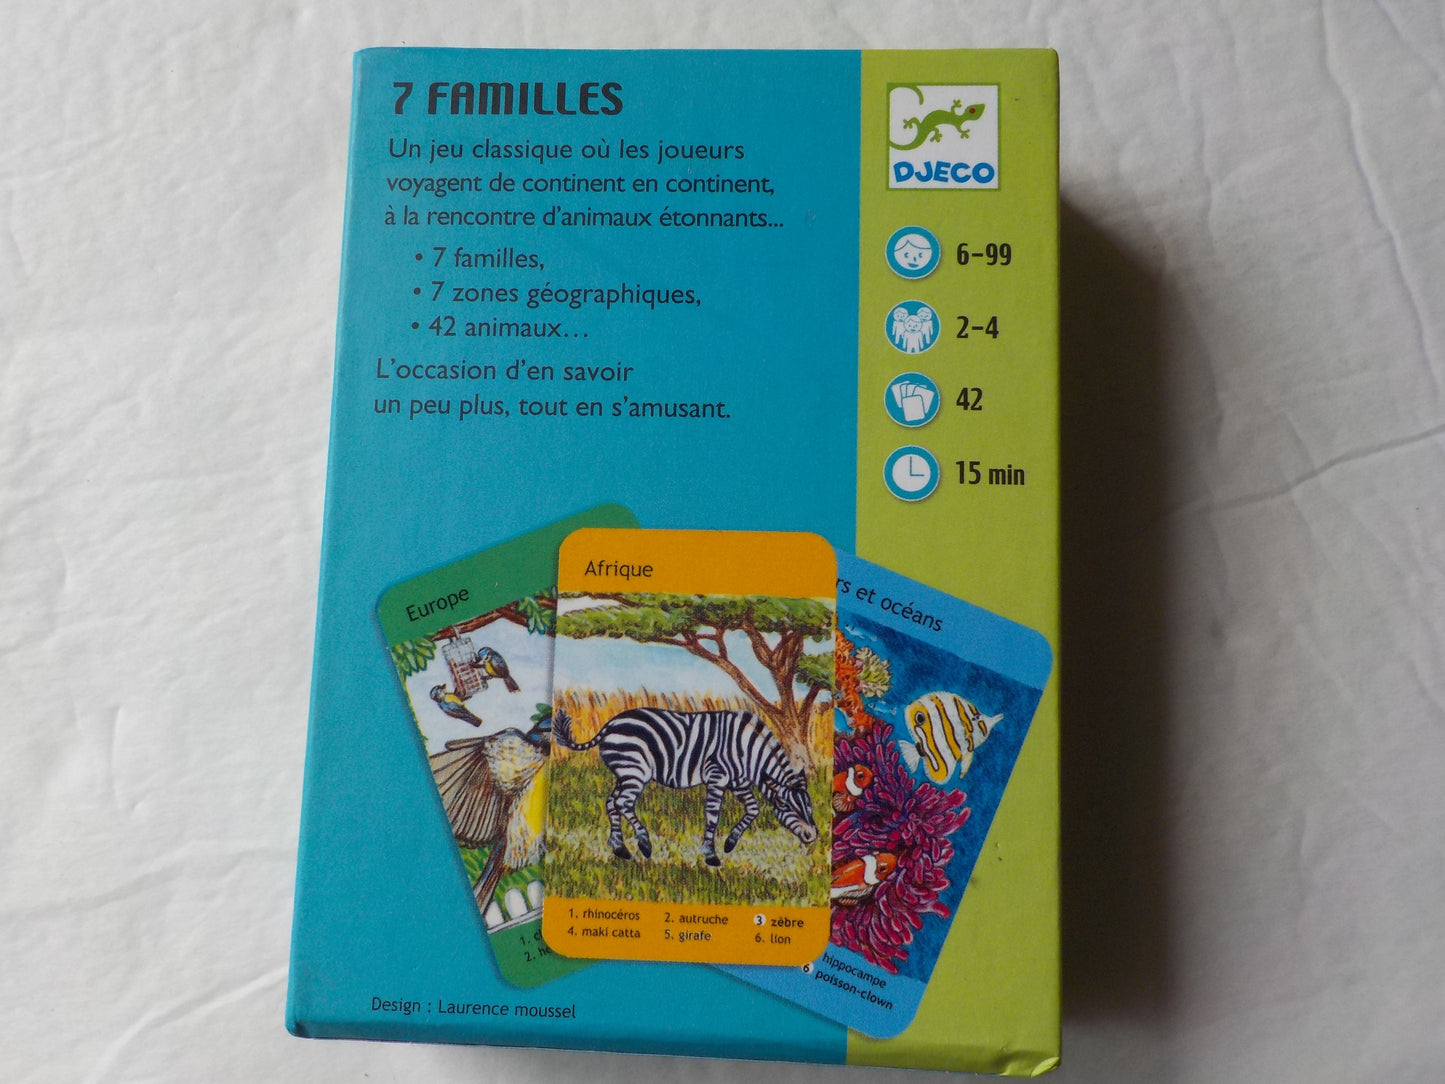 7 FAMILLES
Un jeu classique où les joueurs
voyagent de continent en continent,
à la rencontre d'animaux étonnants...
• 7 familles,
• 7 zones géographiques,
• 42 animaux...
L'occasion d'en savoir
un peu plus, tout en s'amusant.
DJECO
6-99
2-4
42
15 min
Europe
Afrique
et océans
1. rhinocéros 2. autruche 3 zèbre
4. maki catta 5. girafe 6. lion
1.
2.
hippocampe
6 poisson-clown
Design : Laurence moussel